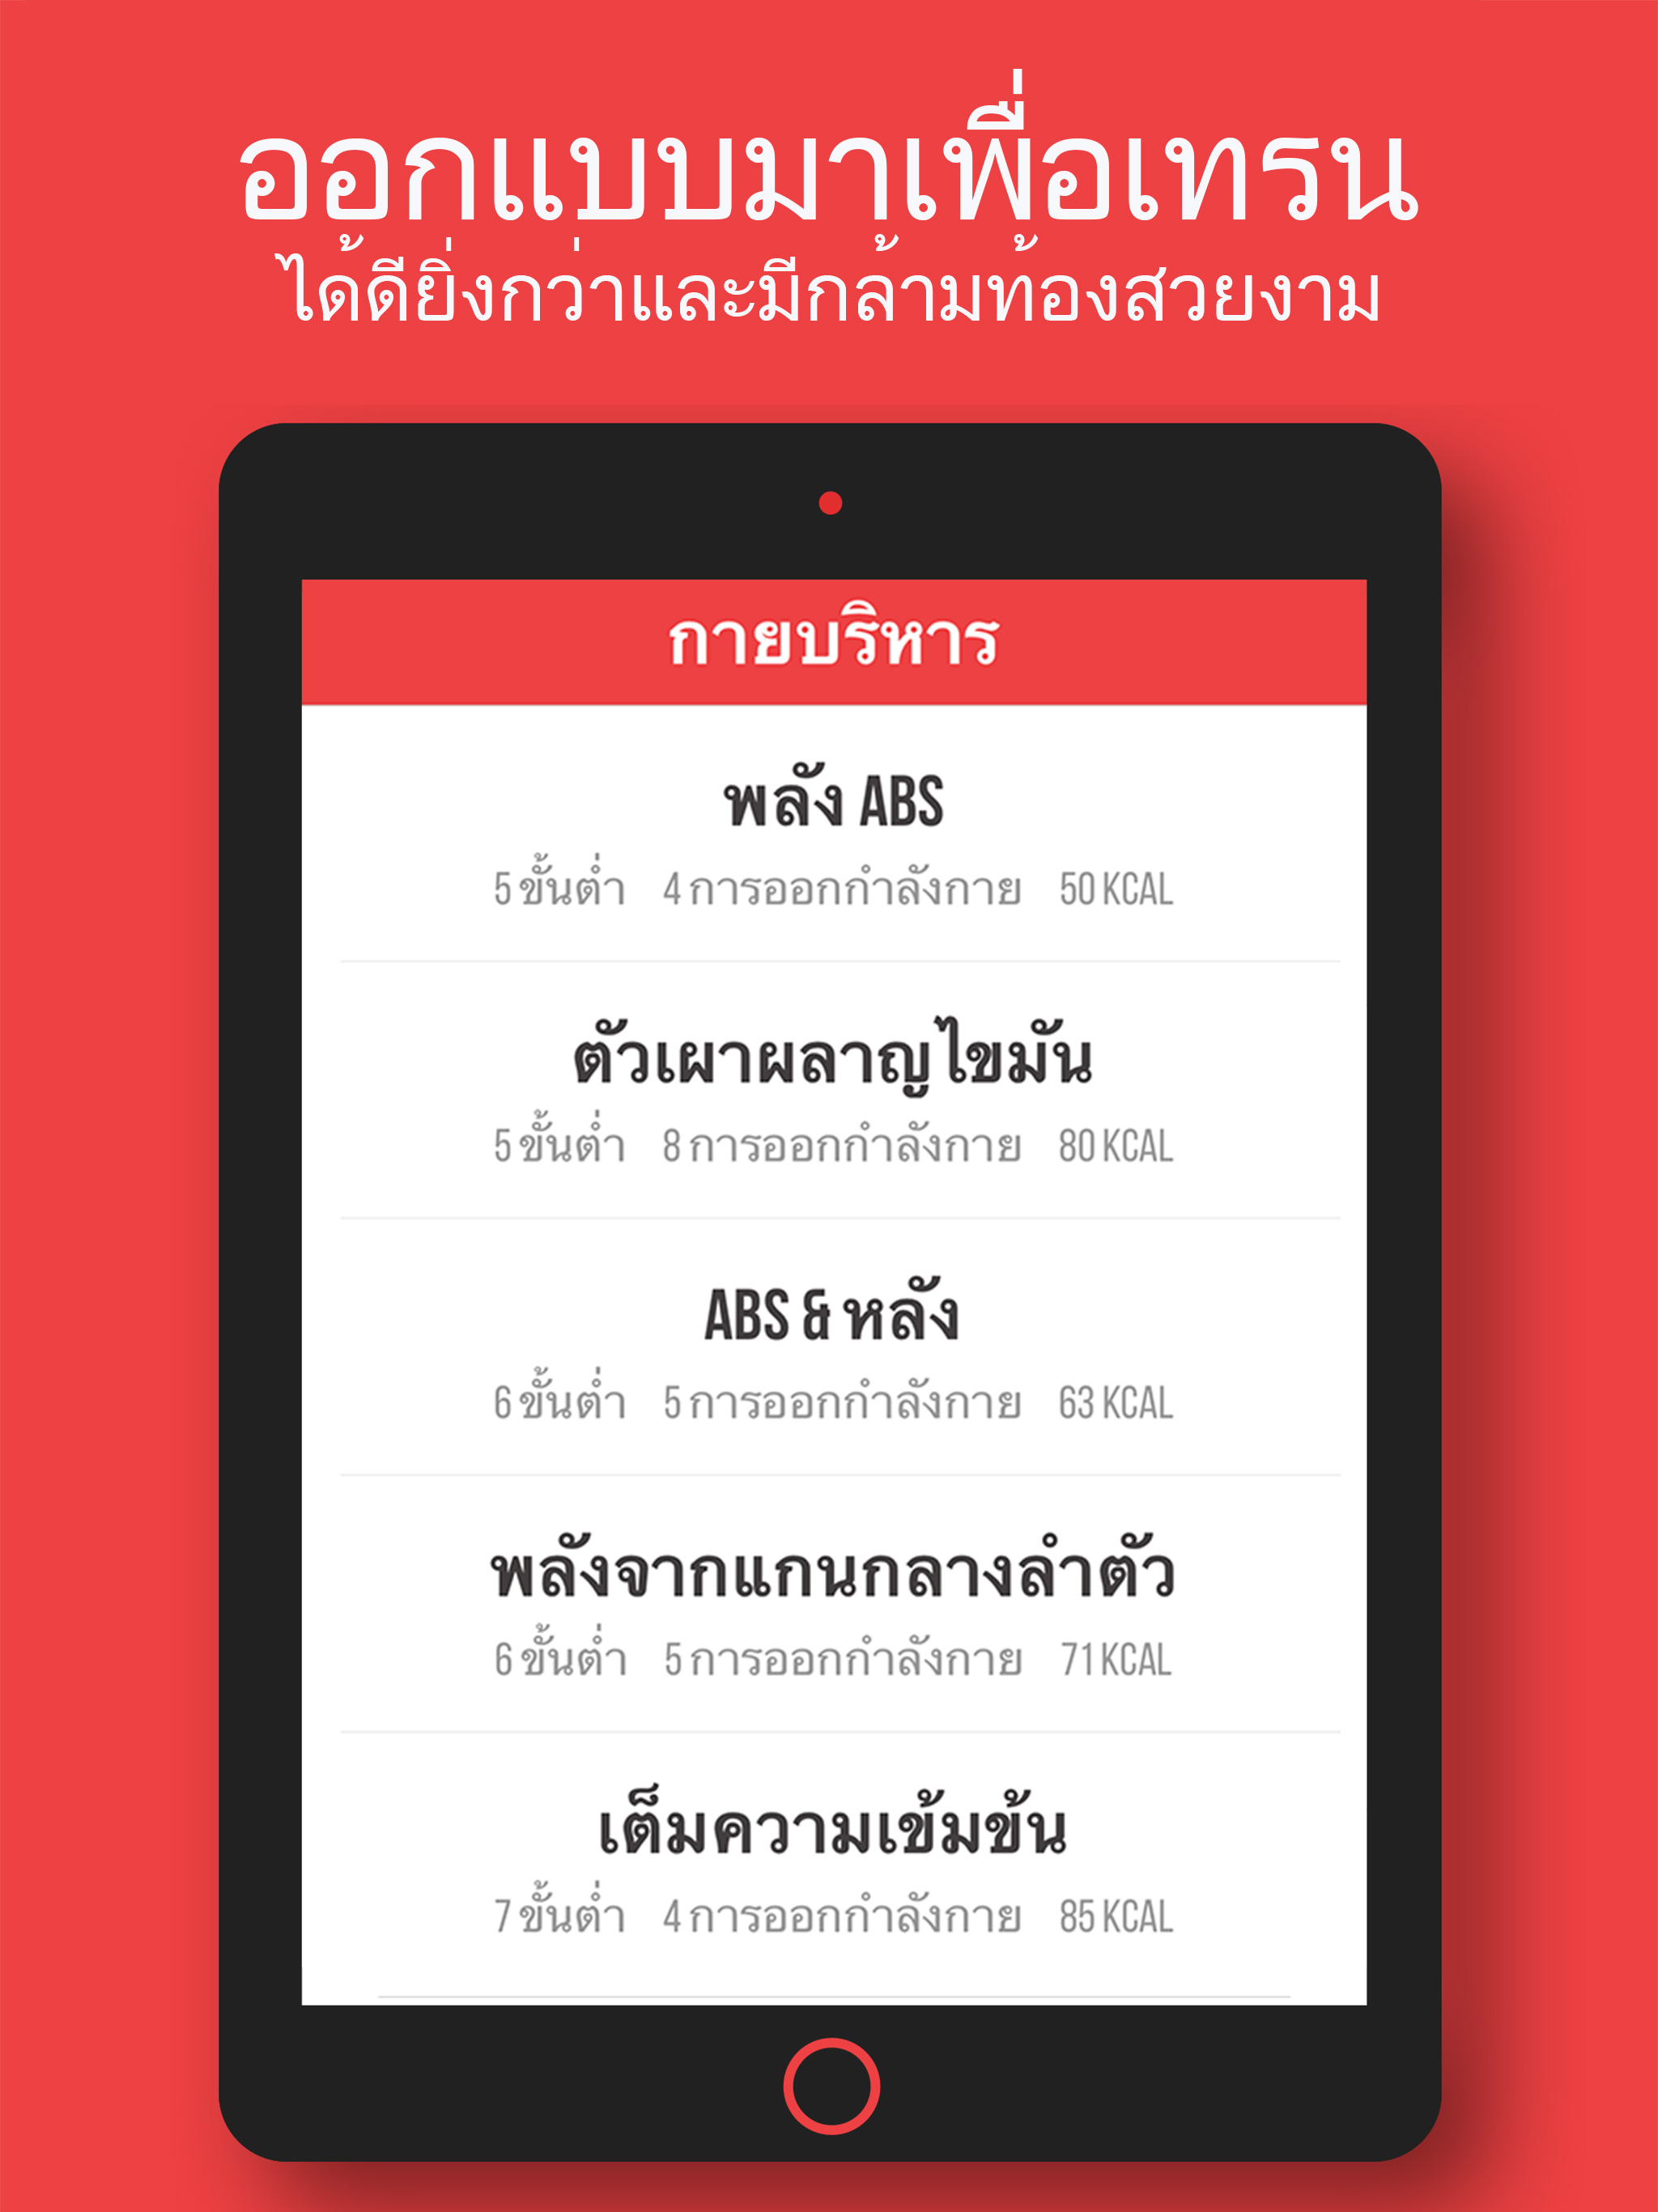 ออกแบบมาเพื่อเทรน
ได้ดียิ่งกว่าและมีกล้ามท้องสวยงาม
กายบริหาร
พลัง ABS
5 ขั้นต่ำ 4 การออกกำลังกาย 50 KCAL
ตัวเผาผลาญไขมัน
5 ขั้นต่ำ 8 การออกกำลังกาย 80 KCAL
ABS & หลัง
6 ขั้นต่ำ 5 การออกกำลังกาย 63 KCAL
พลังจากแกนกลางลำตัว
6 ขั้นต่ำ 5 การออกกำลังกาย 71 KCAL
เต็มความเข้มข้น
7 ขั้นต่ำ 4 การออกกำลังกาย 85 KCAL